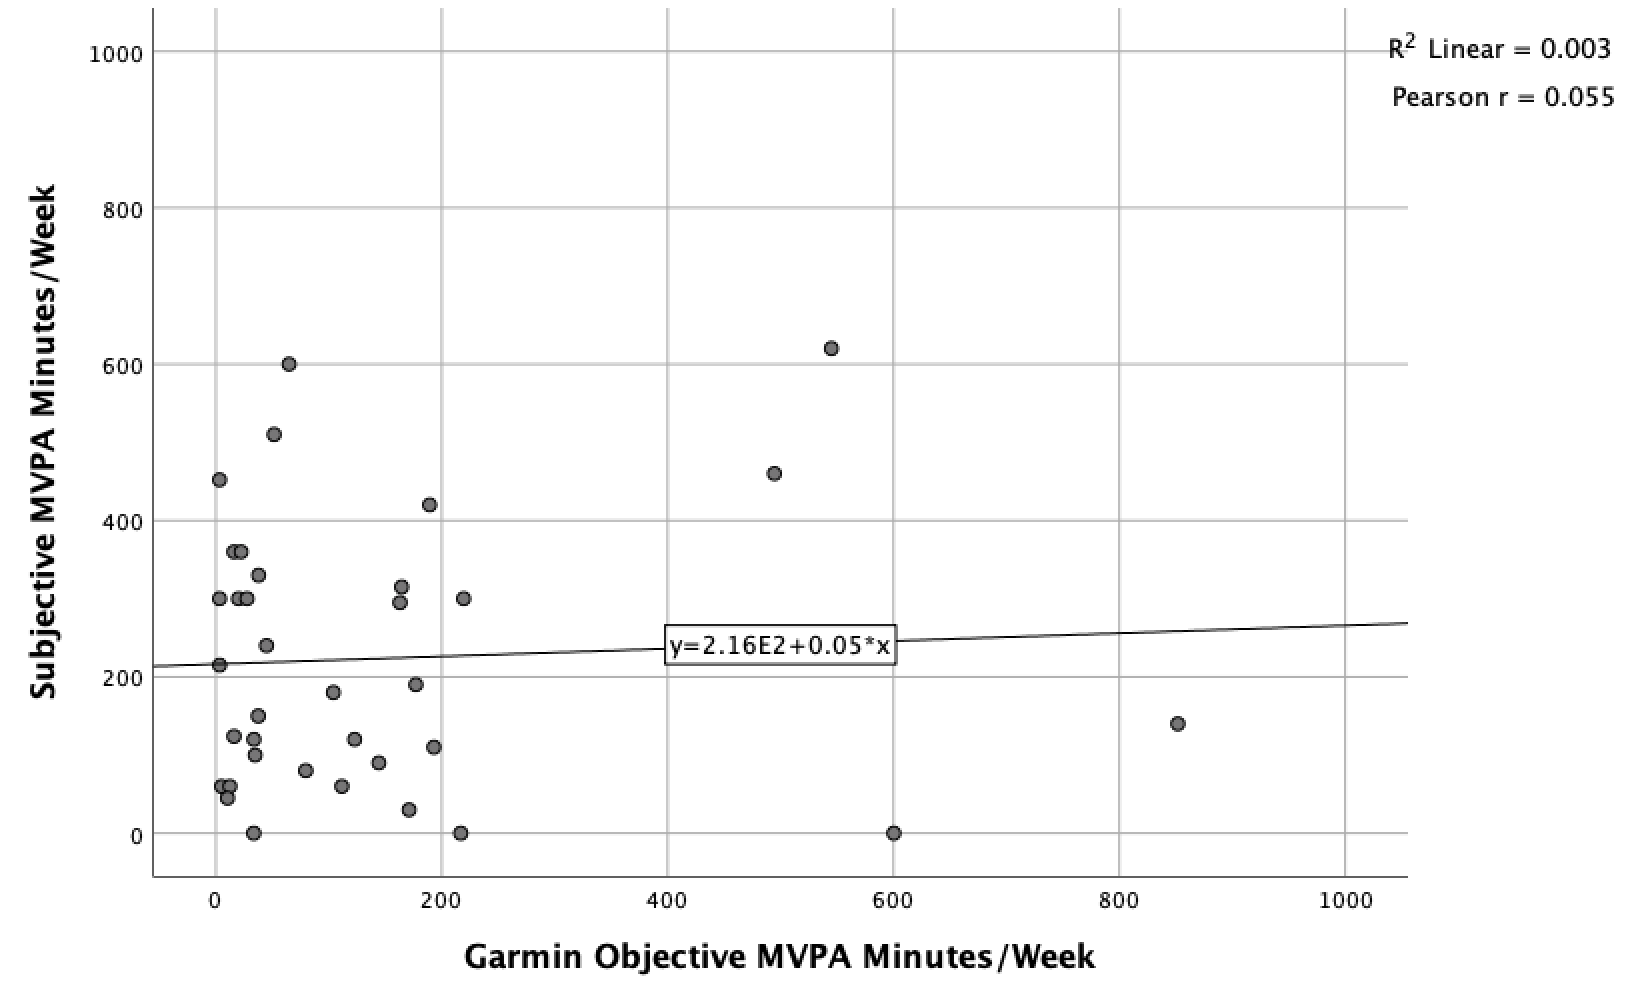 R² Linear = 0.003
Pearson r = 0.055
Subjective MVPA Minutes/Week
1000
800
600
400
200
0
y=2.16E2+0.05*x
0 200 400 600 800 1000
Garmin Objective MVPA Minutes/Week